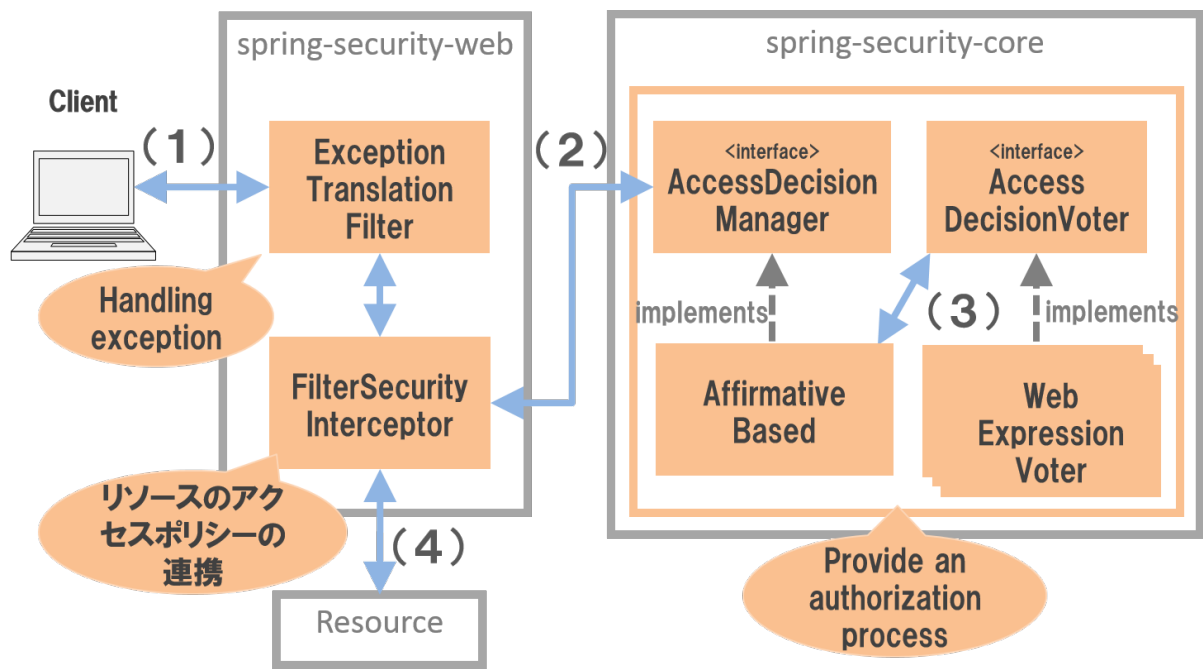 spring-security-web
spring-security-core
Client
（1）
Exception
Translation
Filter
（2）
<interface>
AccessDecision
Manager
<interface>
Access
DecisionVoter
Handling
exception
implements
（3）
implements
FilterSecurity
Interceptor
Affirmative
Based
Web
Expression
Voter
リソースのアク
セスポリシーの
連携
（4）
Provide an
authorization
process
Resource